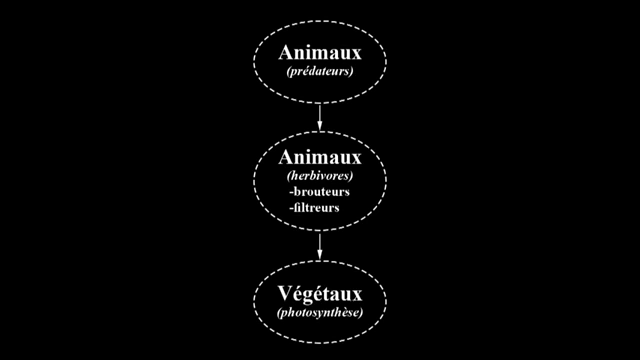 Animaux
(prédateurs)
Animaux
(herbivores)
-brouteurs
-filtreurs
Végétaux
(photosynthèse)